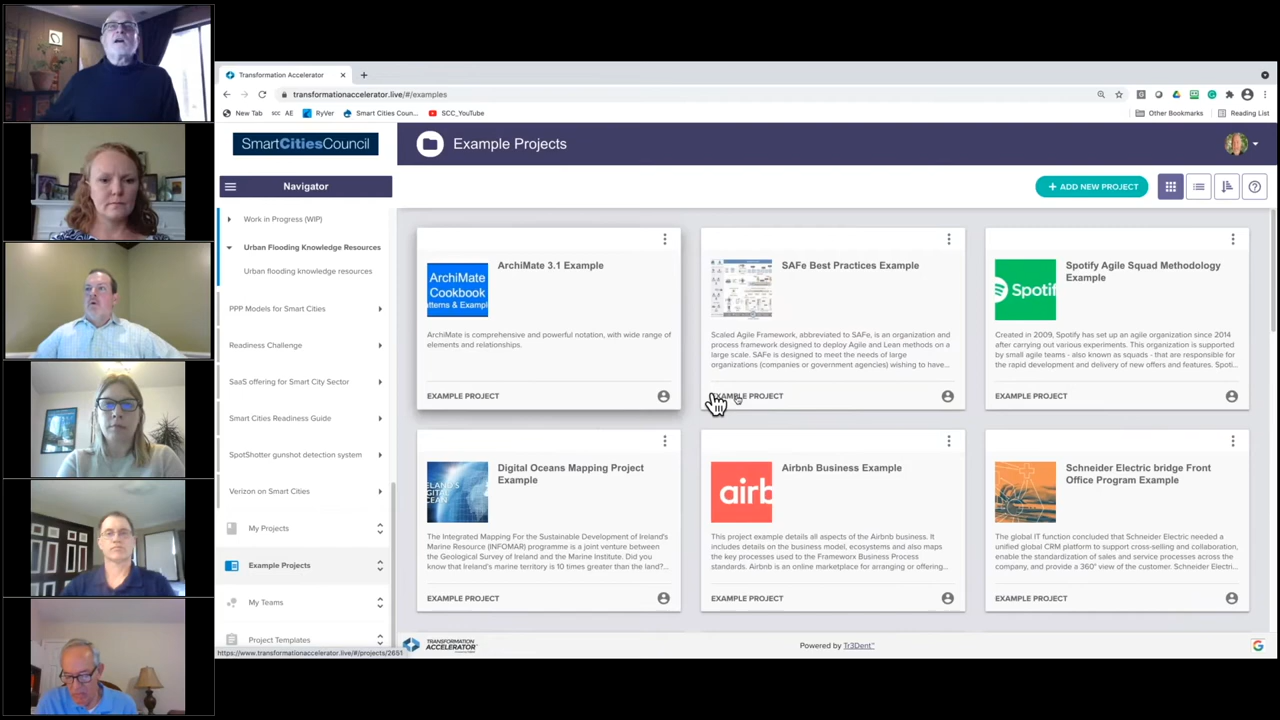 Transformation Accelerator
transformationaccelerator.live/#/examples
New Tab
SCC AE
RyVer
Smart Cities Coun...
SCC_YouTube
Other Bookmarks
Reading List
SmartCitiesCouncil
Example Projects
Navigator
+ ADD NEW PROJECT
Work in Progress (WIP)
Urban Flooding Knowledge Resources
Urban flooding knowledge resources
PPP Models for Smart Cities
Readiness Challenge
SaaS offering for Smart City Sector
Smart Cities Readiness Guide
SpotShotter gunshot detection system
Verizon on Smart Cities
My Projects
Example Projects
My Teams
Project Templates
https://www.transformationaccelerator.live/#/projects/2651
ArchiMate 3.1 Example
ArchiMate
Cookbook
tterns & Exampl
ArchiMate is comprehensive and powerful notation, with wide range of
elements and relationships.
EXAMPLE PROJECT
SAFe Best Practices Example
Scaled Agile Framework, abbreviated to SAFe, is an organization and
process framework designed to deploy Agile and Lean methods on a
large scale. SAFe is designed to meet the needs of large
organizations (companies or government agencies) wishing to have...
EXAMPLE PROJECT
Spotify Agile Squad Methodology
Example
Spotif
Created in 2009, Spotify has set up an agile organization since 2014
after carrying out various experiments. This organization is supported
by small agile teams - also known as squads - that are responsible for
the rapid development and delivery of new offers and features. Spoti...
EXAMPLE PROJECT
Digital Oceans Mapping Project
Example
ELAND'S
IGITAL
CEAN
The Integrated Mapping For the Sustainable Development of Ireland's
Marine Resource (INFOMAR) programme is a joint venture between
the Geological Survey of Ireland and the Marine Institute. Did you
know that Ireland's marine territory is 10 times greater than the land?...
EXAMPLE PROJECT
Airbnb Business Example
airb
This project example details all aspects of the Airbnb business. It
includes details on the business model, ecosystems and also maps
the key processes used to the Framework Business Process
standards. Airbnb is an online marketplace for arranging or offering...
EXAMPLE PROJECT
Schneider Electric bridge Front
Office Program Example
The global IT function concluded that Schneider Electric needed a
unified global CRM platform to support cross-selling and collaboration,
enable the standardization of sales and service processes across the
company, and provide a 360° view of the customer. Schneider Electri...
EXAMPLE PROJECT
TRANSFORMATION
ACCELERATOR
Powered by Tr3Dent™